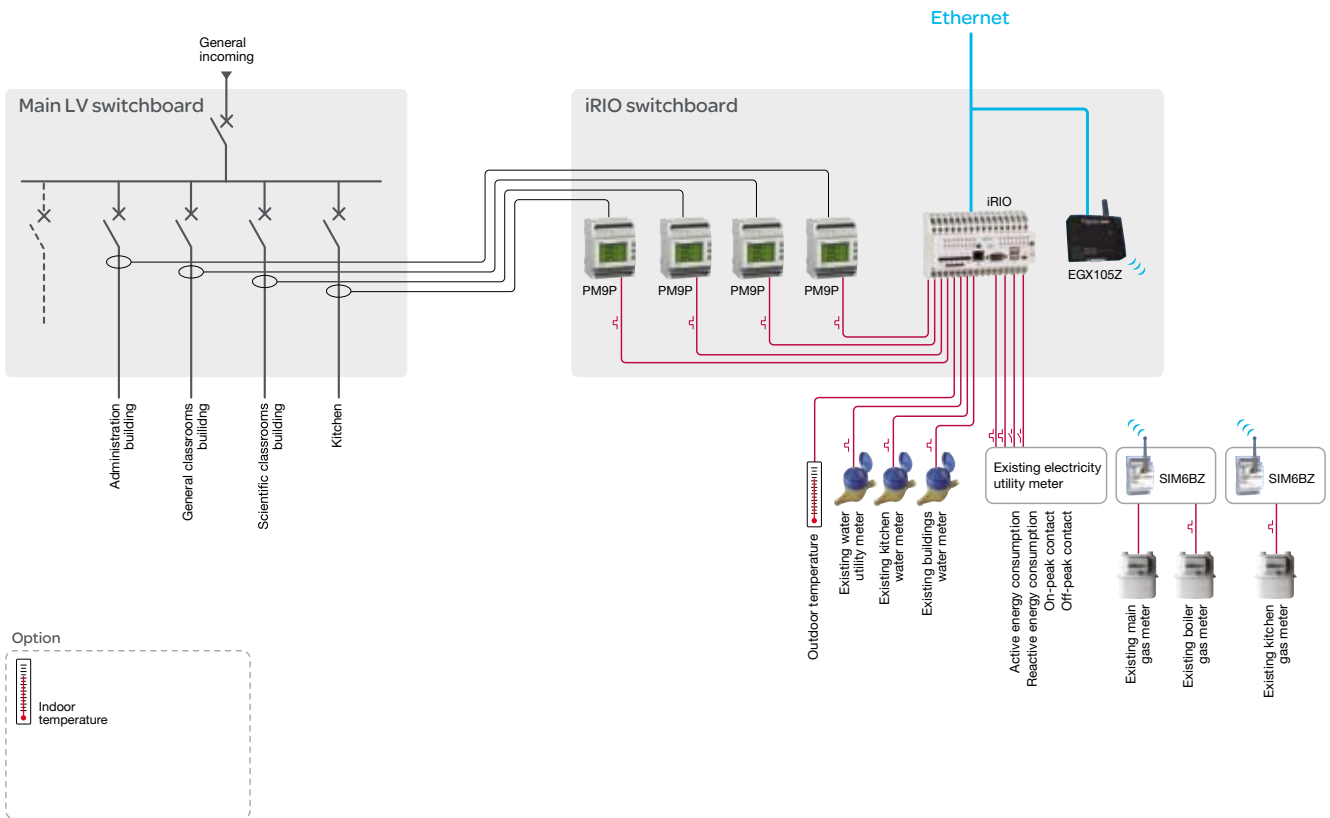 Ethernet
General
incoming
Main LV switchboard
iRIO switchboard
iRIO
EGX105Z
PM9P
PM9P
PM9P
PM9P
Administration
building
General classrooms
builidng
Scientific classrooms
building
Kitchen
Existing electricity
utility meter
SIM6BZ
SIM6BZ
Outdoor temperature
Existing water
utility meter
Existing kitchen
water meter
Existing buildings
water meter
Active energy consumption
Reactive energy consumption
On-peak contact
Off-peak contact
Existing main
gas meter
Existing boiler
gas meter
Existing kitchen
gas meter
Option
Indoor
temperature